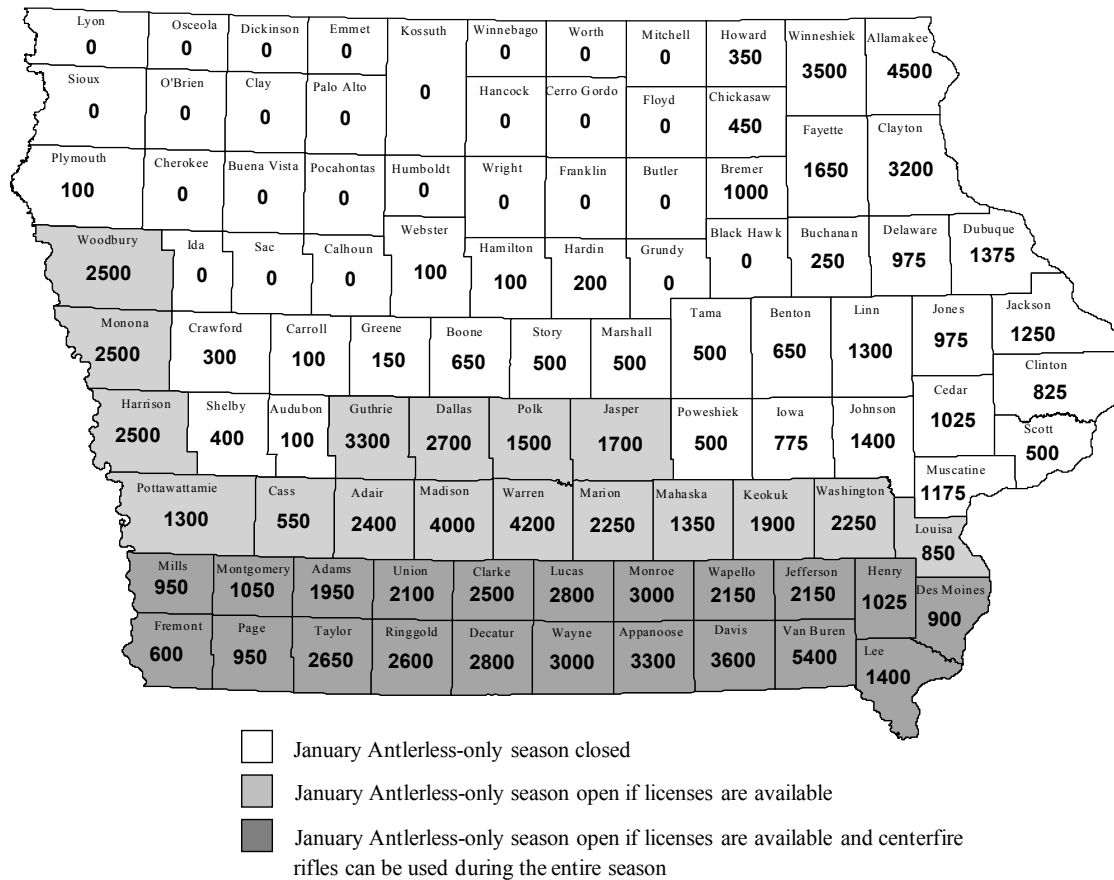 Lyon Osceola Dickinson Emmet Kossuth Winnebago Worth Mitchell Howard Winneshiek Allamakee
0 0 0 0 0 0 0 350
3500 4500
Sioux O'Brien Clay Palo Alto Hancock Cerro Gordo Floyd Chickasaw
0 0 0 0 0 0 0 0 450
Fayette Clayton
1650 3200
Plymouth Cherokee Buena Vista Pocahontas Humboldt Wright Franklin Butler Bremer
100 0 0 0 0 0 0 0 1000
Woodbury Ida Sac Calhoun Webster Hamilton Hardin Grundy Black Hawk Buchanan Delaware Dubuque
2500 0 0 0 100 100 200 0 0 250 975 1375
Monona Crawford Carroll Greene Boone Story Marshall Tama Benton Linn Jones Jackson
2500 300 100 150 650 500 500 500 650 1300 975 1250
Clinton
825
Harrison Shelby Audubon Guthrie Dallas Polk Jasper Poweshiek Iowa Johnson Cedar Scott
2500 400 100 3300 2700 1500 1700 500 775 1400 1025 500
Muscatine
1175
Pottawattamie Cass Adair Madison Warren Marion Mahaska Keokuk Washington
1300 550 2400 4000 4200 2250 1350 1900 2250
Louisa
850
Mills Montgomery Adams Union Clarke Lucas Monroe Wapello Jefferson Henry Des Moines
950 1050 1950 2100 2500 2800 3000 2150 2150 1025 900
Fremont Page Taylor Ringgold Decatur Wayne Appanoose Davis Van Buren Lee
600 950 2650 2600 2800 3000 3300 3600 5400 1400
January Antlerless-only season closed
January Antlerless-only season open if licenses are available
January Antlerless-only season open if licenses are available and centerfire
rifles can be used during the entire season